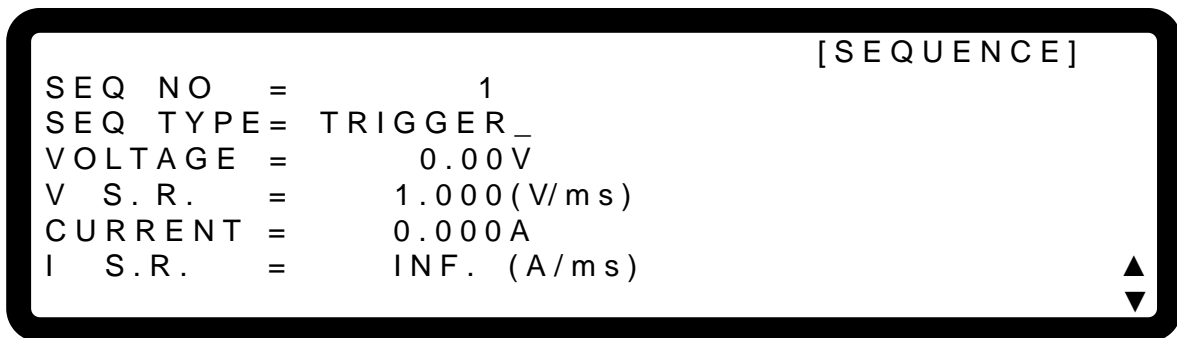 [SEQUENCE]
SEQ NO = 1
SEQ TYPE= TRIGGER_
VOLTAGE = 0.00V
V S.R. = 1.000(V/ms)
CURRENT = 0.000A
I S.R. = INF. (A/ms) ▲
▼